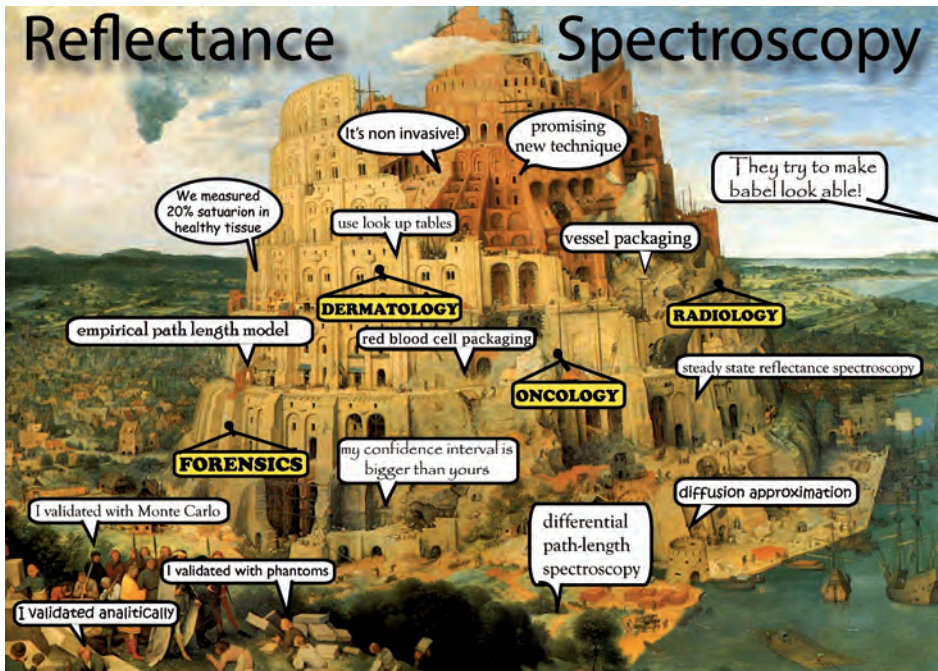 Reflectance Spectroscopy
It's non invasive!
promising
new technique
They try to make
babel look able!
We measured
20% satuarion in
healthy tissue
use look up tables
vessel packaging
DERMATOLOGY
RADIOLOGY
empirical path length model
red blood cell packaging
steady state reflectance spectroscopy
ONCOLOGY
FORENSICS
my confidence interval is
bigger than yours
diffusion approximation
I validated with Monte Carlo
differential
path-length
spectroscopy
I validated with phantoms
I validated analitically